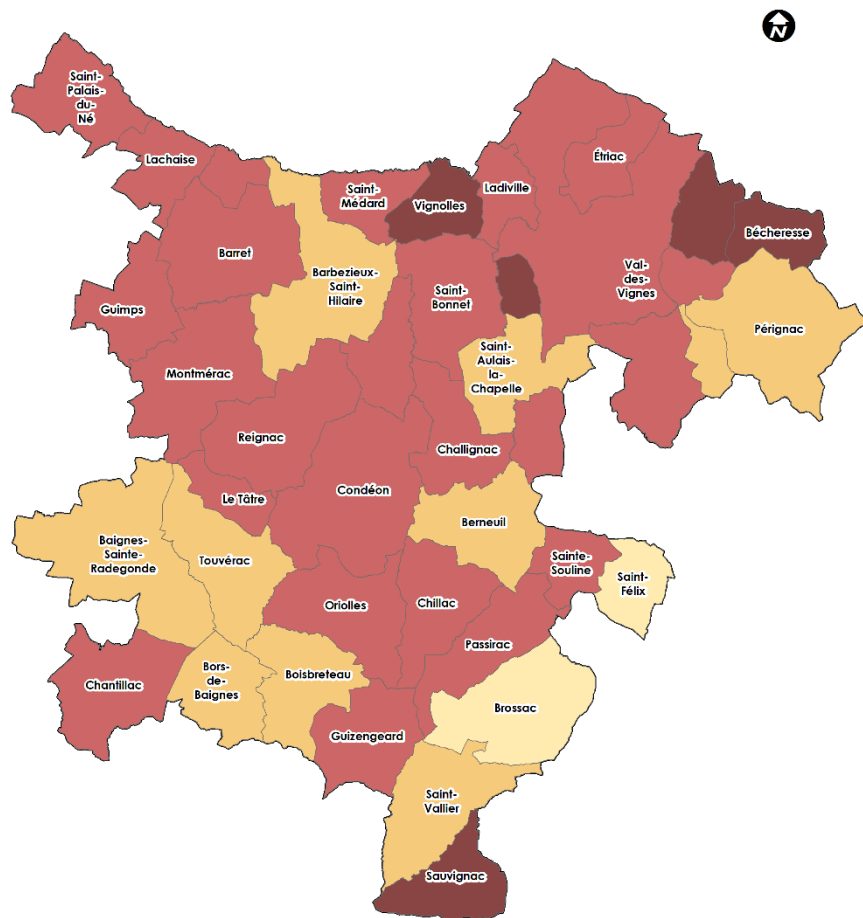 N
Saint-
Palais-
du-
Né
Lachaise
Étriac
Saint-
Médard
Ladiville
Vignolles
Bécheresse
Barret
Barbezieux-
Saint-
Hilaire
Val-
des-
Vignes
Saint-
Bonnet
Guimps
Pérignac
Saint-
Aulais-
la-
Chapelle
Montmérac
Reignac
Challignac
Le Tâtre
Condéon
Berneuil
Baignes-
Sainte-
Radegonde
Touvérac
Sainte-
Souline
Saint-
Félix
Oriolles
Chillac
Passirac
Chantillac
Bors-
de-
Baignes
Boisbreteau
Brossac
Guizengeard
Saint-
Vallier
Sauvignac